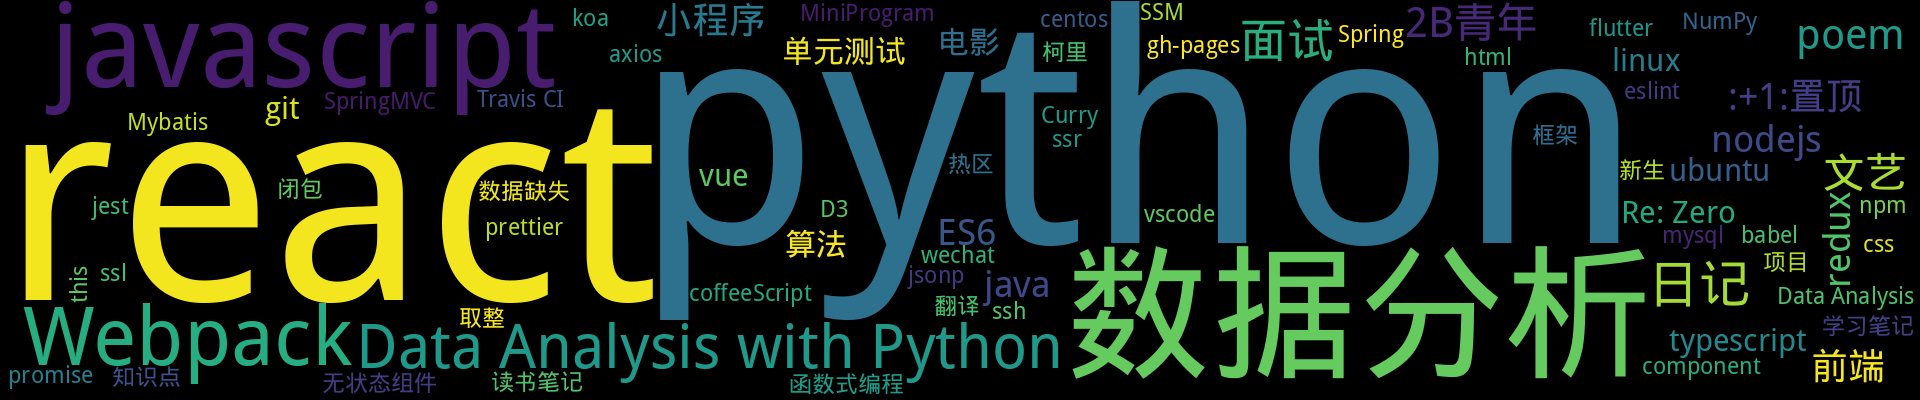 javascript
koa
小程序
MiniProgram
centos
SSM
2B青年
flutter
NumPy
poem
axios
单元测试
电影
柯里
gh-pages
面试
Spring
html
linux
git
SpringMVC
Travis CI
python
eslint
:+1:置顶
Mybatis
Curry
ssr
框架
nodejs
react
vue
热区
新生
ubuntu
文艺
闭包
数据缺失
jest
prettier
D3
ES6
vscode
Re: Zero
redux
npm
算法
mysql
babel
css
this
ssl
wechat
jsonp
java
数据分析
日记
项目
coffeeScript
翻译
ssh
Data Analysis
Webpack
取整
Data Analysis with Python
typescript
学习笔记
promise
知识点
无状态组件
读书笔记
函数式编程
component
前端